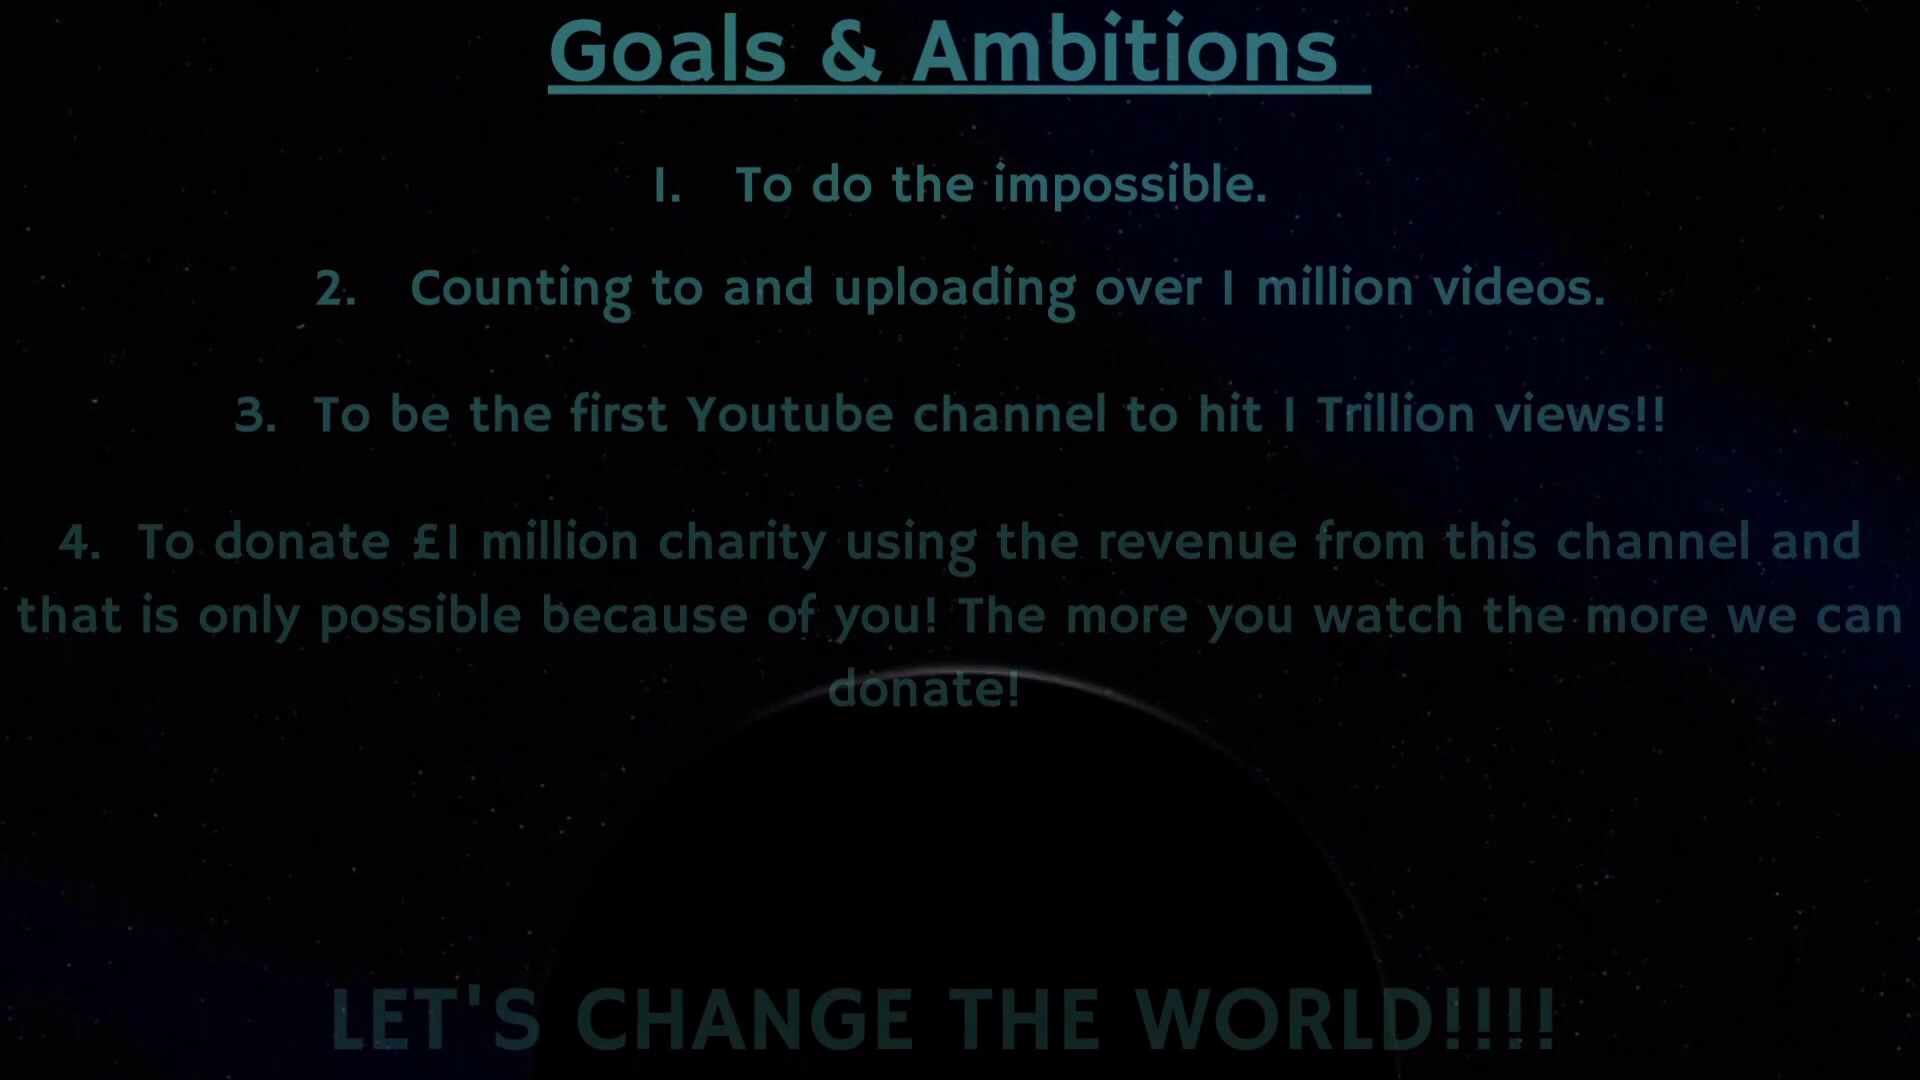 Goals & Ambitions
1. To do the impossible.
2. Counting to and uploading over 1 million videos.
3. To be the first Youtube channel to hit 1 Trillion views!!
4. To donate £1 million charity using the revenue from this channel and
that is only possible because of you! The more you watch the more we can
donate!
LET'S CHANGE THE WORLD!!!!